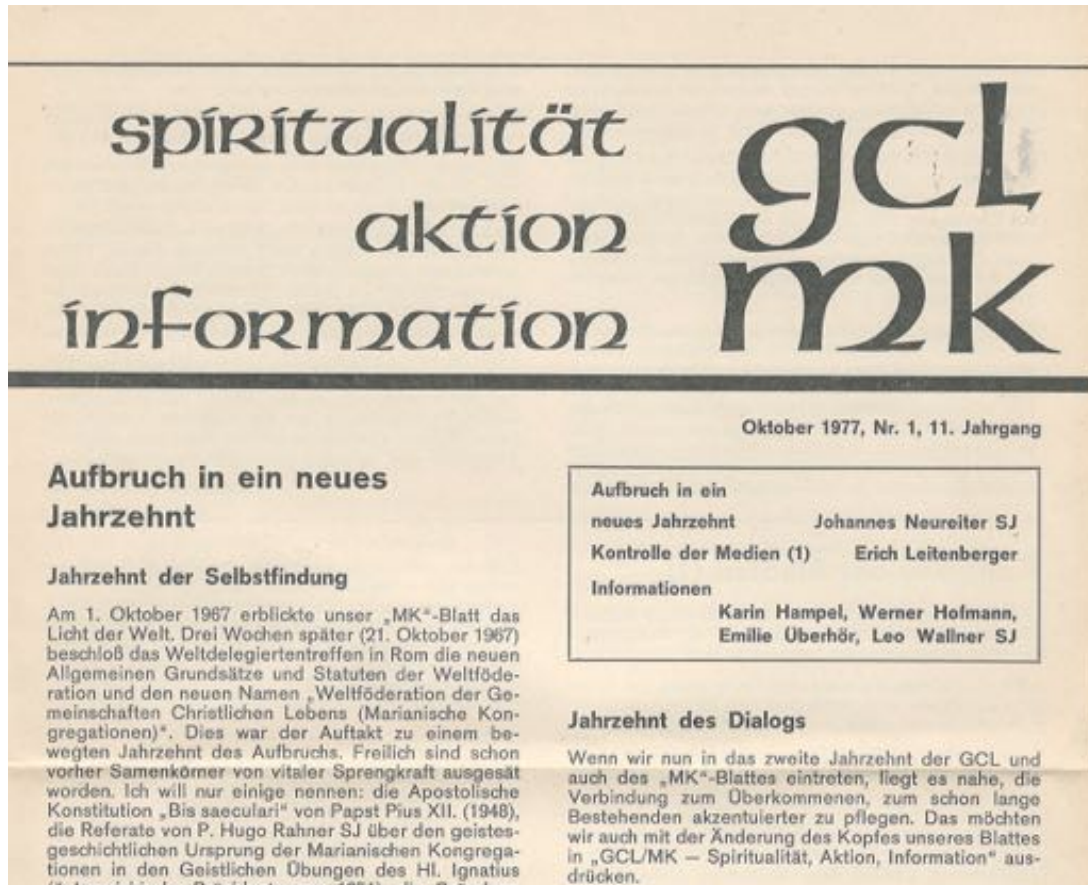 spiritualität
aktion
information
gcl
mk
Oktober 1977, Nr. 1, 11. Jahrgang
Aufbruch in ein neues
Jahrzehnt
Jahrzehnt der Selbstfindung
Am 1. Oktober 1967 erblickte unser „MK“-Blatt das
Licht der Welt. Drei Wochen später (21. Oktober 1967)
beschloß das Weltdelegiertentreffen in Rom die neuen
Allgemeinen Grundsätze und Statuten der Weltföde-
ration und den neuen Namen „Weltföderation der Ge-
meinschaften Christlichen Lebens (Marianische Kon-
gregationen)“. Dies war der Auftakt zu einem be-
wegten Jahrzehnt des Aufbruchs. Freilich sind schon
vorher Samenkörner von vitaler Sprengkraft ausgesät
worden. Ich will nur einige nennen: die Apostolische
Konstitution „Bis saeculari“ von Papst Pius XII. (1948),
die Referate von P. Hugo Rahner SJ über den geistes-
geschichtlichen Ursprung der Marianischen Kongrega-
tionen in den Geistlichen Übungen des Hl. Ignatius
Aufbruch in ein
neues Jahrzehnt Johannes Neureiter SJ
Kontrolle der Medien (1) Erich Leitenberger
Informationen
Karin Hampel, Werner Hofmann,
Emilie Überhör, Leo Wallner SJ
Jahrzehnt des Dialogs
Wenn wir nun in das zweite Jahrzehnt der GCL und
auch des „MK“-Blattes eintreten, liegt es nahe, die
Verbindung zum Überkommenen, zum schon lange
Bestehenden akzentuierter zu pflegen. Das möchten
wir auch mit der Änderung des Kopfes unseres Blattes
in „GCL/MK — Spiritualität, Aktion, Information“ aus-
drücken.